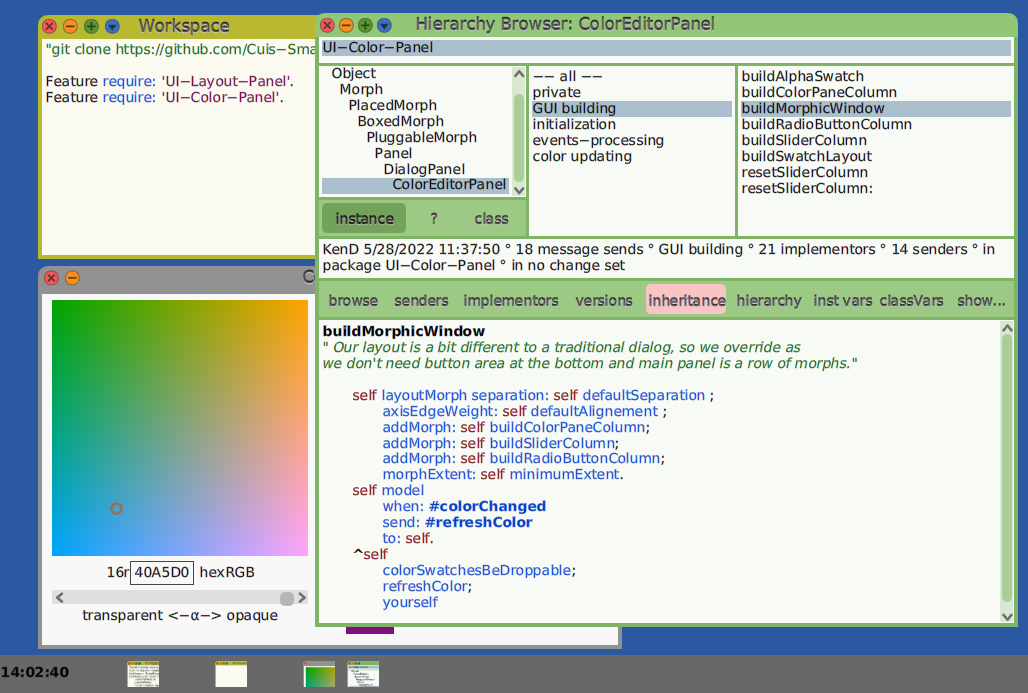 Workspace
"git clone https://github.com/Cuis-Sma
Feature require: 'UI-Layout-Panel'.
Feature require: 'UI-Color-Panel'.
Hierarchy Browser: ColorEditorPanel
UI-Color-Panel
Object
Morph
PlacedMorph
BoxedMorph
PluggableMorph
Panel
DialogPanel
ColorEditorPanel
instance ? class
-- all --
private
GUI building
initialization
events-processing
color updating
buildAlphaSwatch
buildColorPaneColumn
buildMorphicWindow
buildRadioButtonColumn
buildSliderColumn
buildSwatchLayout
resetSliderColumn
resetSliderColumn:
KenD 5/28/2022 11:37:50 ° 18 message sends ° GUI building ° 21 implementors ° 14 senders ° in
package UI-Color-Panel ° in no change set
browse senders implementors versions inheritance hierarchy inst vars classVars show...
buildMorphicWindow
" Our layout is a bit different to a traditional dialog, so we override as
we don't need button area at the bottom and main panel is a row of morphs."
self layoutMorph separation: self defaultSeparation ;
axisEdgeWeight: self defaultAlignement ;
addMorph: self buildColorPaneColumn;
addMorph: self buildSliderColumn;
addMorph: self buildRadioButtonColumn;
morphExtent: self minimumExtent.
self model
when: #colorChanged
send: #refreshColor
to: self.
^self
colorSwatchesBeDroppable;
refreshColor;
yourself
16r 40A5D0 hexRGB
transparent <-α-> opaque
14:02:40